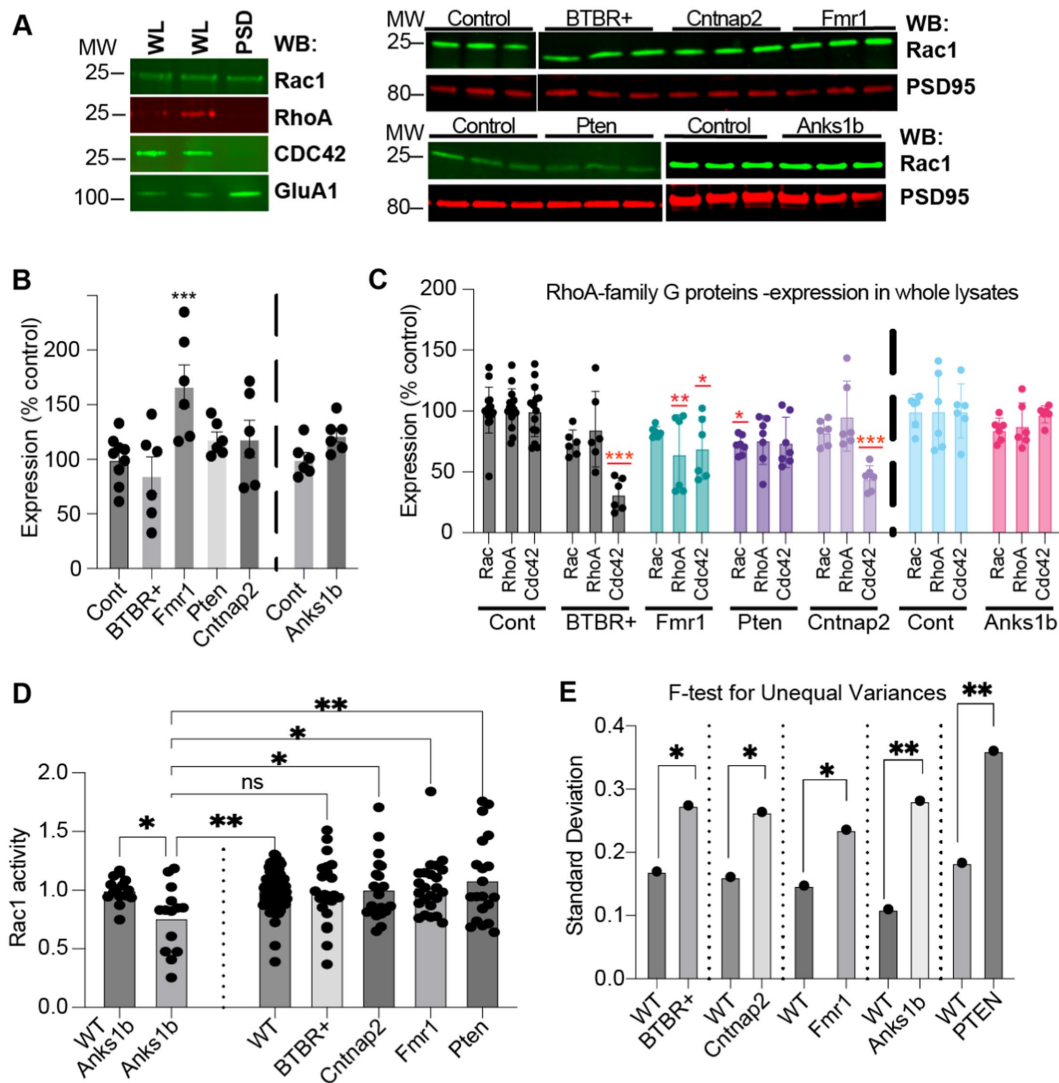 A
MW
WL
WL
PSD
WB:
25
Rac1
25
RhoA
25
CDC42
100
GluA1
MW
Control
BTBR+
Cntnap2
Fmr1
WB:
25
Rac1
80
PSD95
MW
Control
Pten
Control
Anks1b
WB:
25
Rac1
80
PSD95
B
Expression (% control)
200
150
100
50
0
***
Cont
BTBR+
Fmr1
Pten
Cntnap2
Cont
Anks1b
C
RhoA-family G proteins -expression in whole lysates
Expression (% control)
200
150
100
50
0
***
**
*
*
***
Rac
RhoA
Cdc42
Rac
RhoA
Cdc42
Rac
RhoA
Cdc42
Rac
RhoA
Cdc42
Rac
RhoA
Cdc42
Rac
RhoA
Cdc42
Rac
RhoA
Cdc42
Cont
BTBR+
Fmr1
Pten
Cntnap2
Cont
Anks1b
D
Rac1 activity
2.0
1.5
1.0
0.5
0.0
**
*
*
ns
*
**
WT
Anks1b
Anks1b
WT
BTBR+
Cntnap2
Fmr1
Pten
E
F-test for Unequal Variances
Standard Deviation
0.4
0.3
0.2
0.1
0.0
*
*
*
**
**
WT
BTBR+
WT
Cntnap2
WT
Fmr1
WT
Anks1b
WT
PTEN